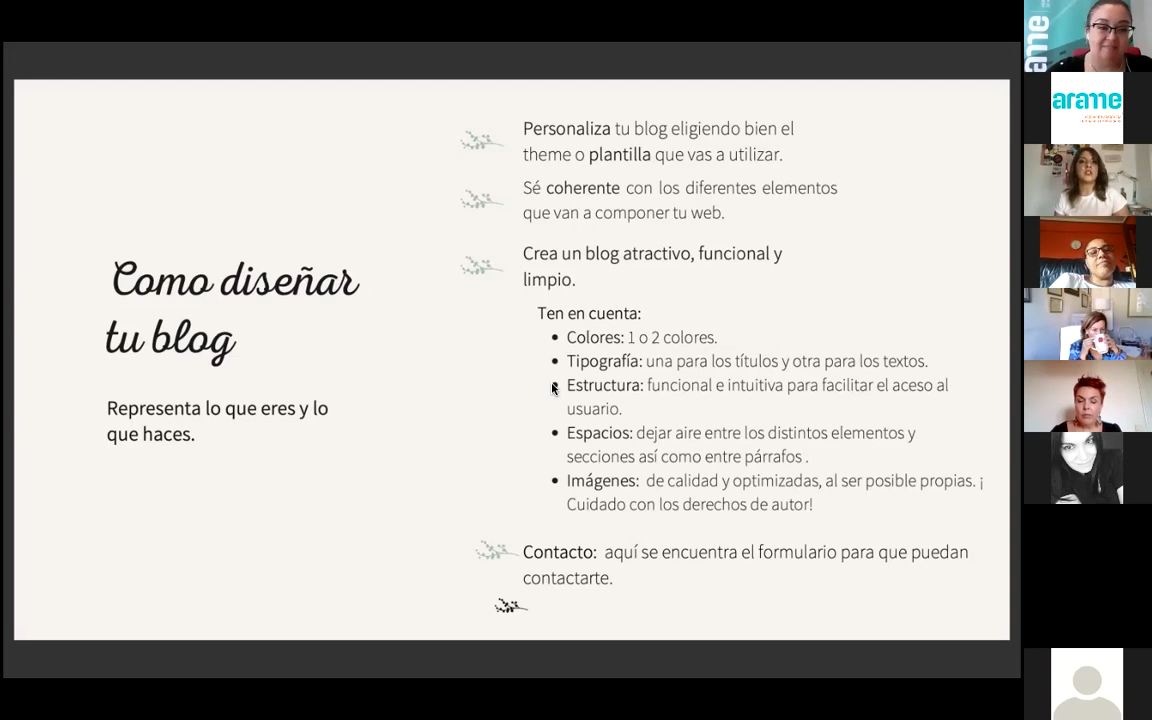 Como diseñar
tu blog
Representa lo que eres y lo
que haces.
Personaliza tu blog eligiendo bien el
theme o plantilla que vas a utilizar.
Sé coherente con los diferentes elementos
que van a componer tu web.
Crea un blog atractivo, funcional y
limpio.
Ten en cuenta:
• Colores: 1 o 2 colores.
• Tipografía: una para los títulos y otra para los textos.
• Estructura: funcional e intuitiva para facilitar el aceso al
usuario.
• Espacios: dejar aire entre los distintos elementos y
secciones así como entre párrafos .
• Imágenes: de calidad y optimizadas, al ser posible propias. ¡
Cuidado con los derechos de autor!
Contacto: aquí se encuentra el formulario para que puedan
contactarte.
ame
arame